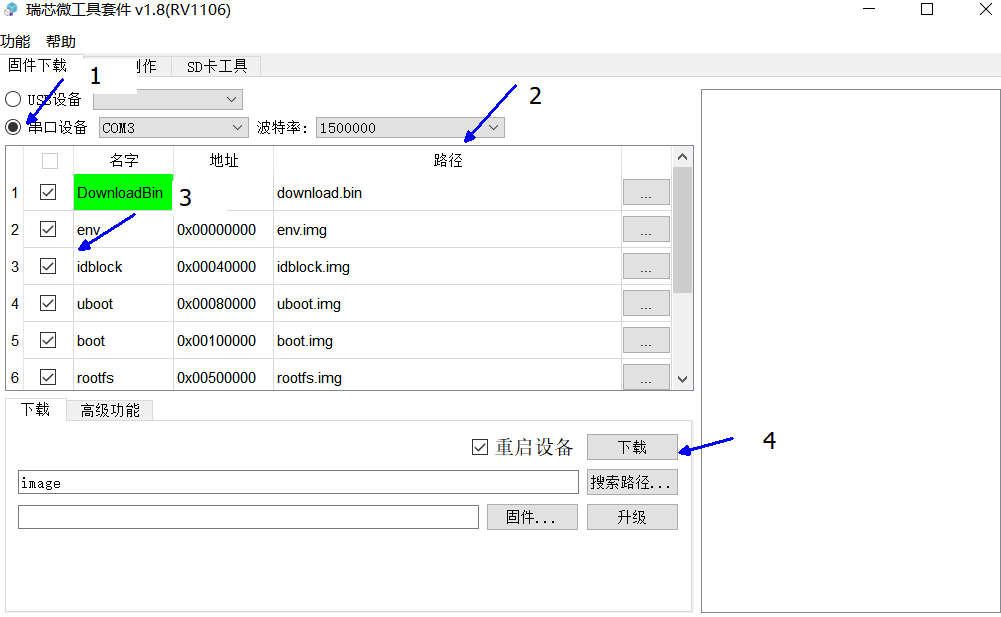 瑞芯微工具套件 v1.8(RV1106)
功能 帮助
固件下载 作 SD卡工具
1
USB设备
2
串口设备 COM3 波特率: 1500000
名字 地址 路径
1 DownloadBin download.bin ...
3
2 env 0x00000000 env.img ...
3 idblock 0x00040000 idblock.img ...
4 uboot 0x00080000 uboot.img ...
5 boot 0x00100000 boot.img ...
6 rootfs 0x00500000 rootfs.img ...
下载 高级功能
重启设备 下载
4
image 搜索路径...
固件... 升级